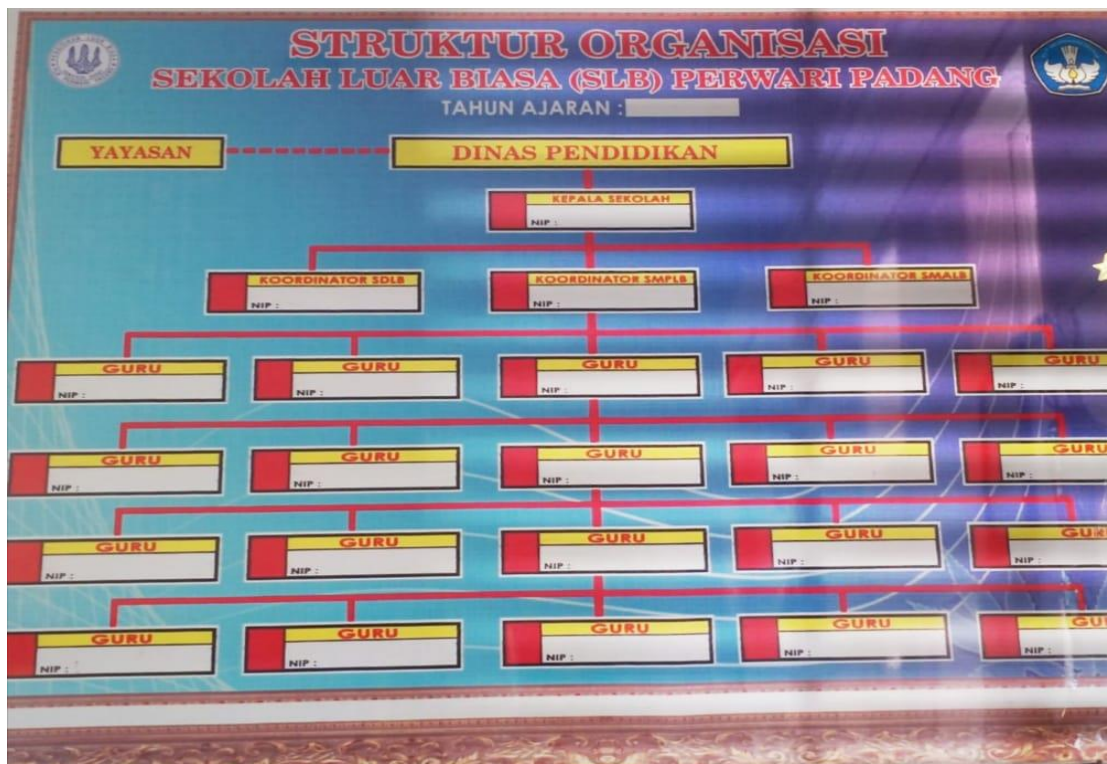 STRUKTUR ORGANISASI
SEKOLAH LUAR BIASA (SLB) PERWARI PADANG
TAHUN AJARAN :
YAYASAN
DINAS PENDIDIKAN
KEPALA SEKOLAH
NIP :
KOORDINATOR SDLB
KOORDINATOR SMPLB
KOORDINATOR SMALB
NIP :
NIP :
NIP :
GURU
GURU
GURU
GURU
GURU
NIP :
NIP :
NIP :
NIP :
NIP :
GURU
GURU
GURU
GURU
GURU
NIP :
NIP :
NIP :
NIP :
NIP :
GURU
GURU
GURU
GURU
GUR
NIP :
NIP :
NIP :
NIP :
NIP :
GURU
GURU
GURU
GURU
GU
NIP :
NIP :
NIP :
NIP :
NIP :